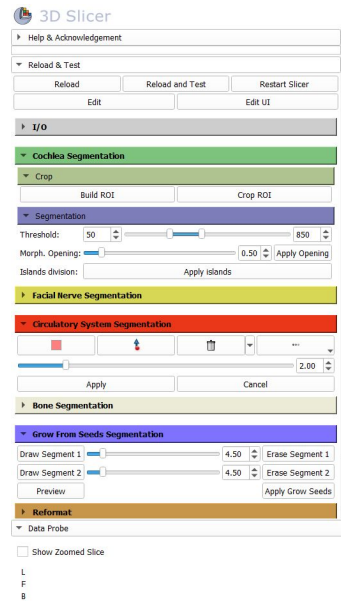 3D Slicer
Help & Acknowledgement
Reload & Test
Reload Reload and Test Restart Slicer
Edit Edit UI
I/O
Cochlea Segmentation
Crop
Build ROI Crop ROI
Segmentation
Threshold: 50 850
Morph. Opening: 0.50 Apply Opening
Islands division: Apply islands
Facial Nerve Segmentation
Circulatory System Segmentation
2.00
Apply Cancel
Bone Segmentation
Grow From Seeds Segmentation
Draw Segment 1 4.50 Erase Segment 1
Draw Segment 2 4.50 Erase Segment 2
Preview Apply Grow Seeds
Reformat
Data Probe
Show Zoomed Slice
L
F
B